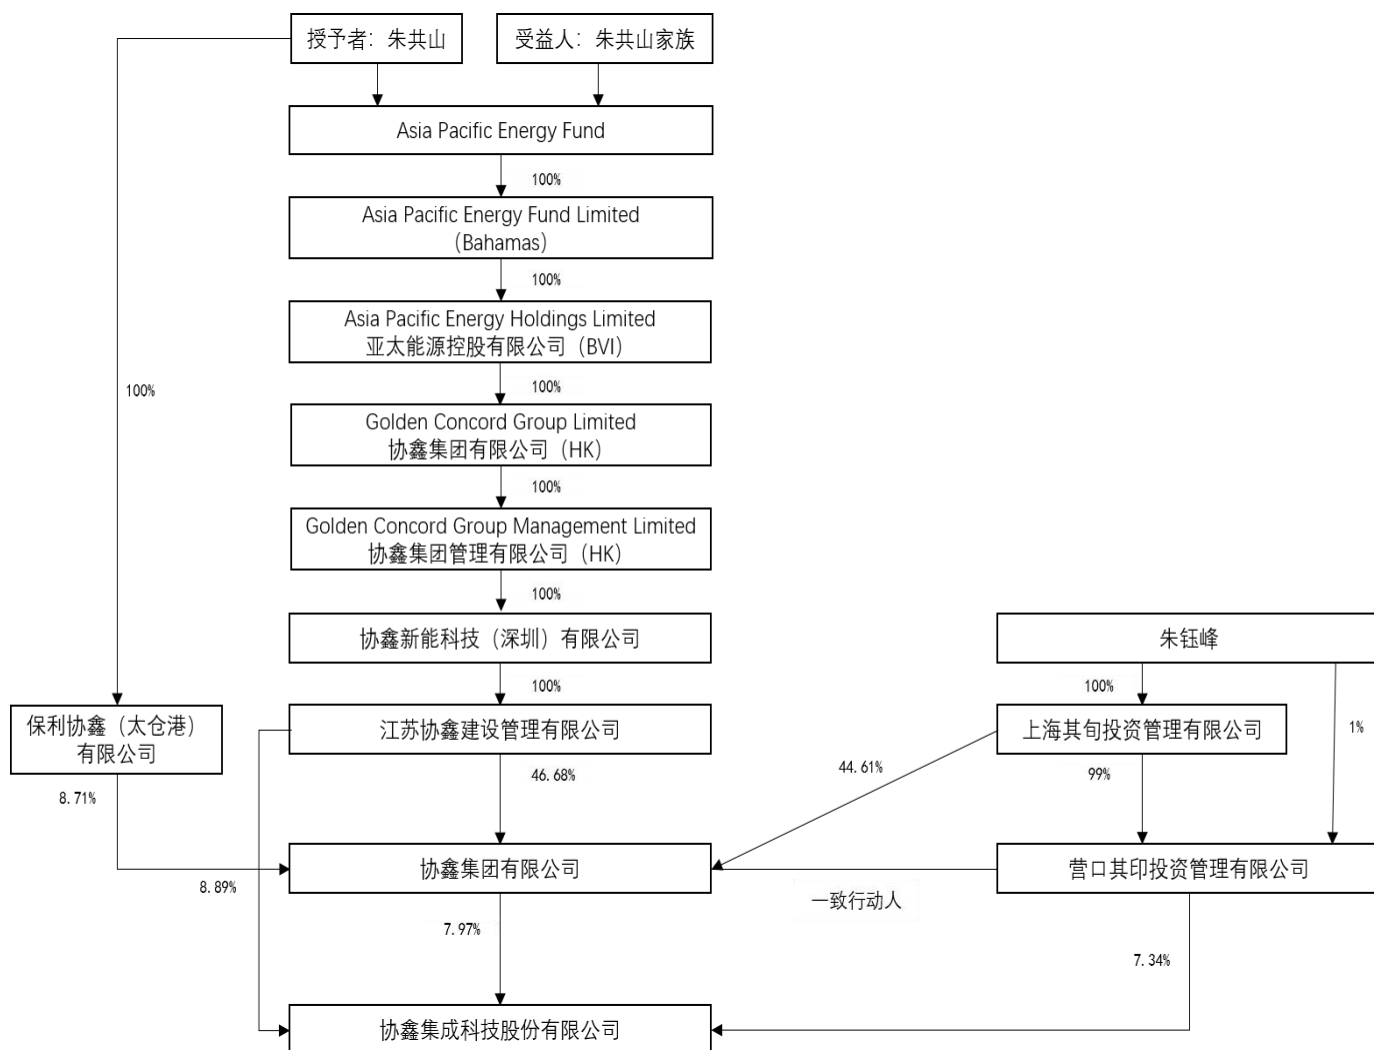 授予者：朱共山
受益人：朱共山家族
Asia Pacific Energy Fund
100%
Asia Pacific Energy Fund Limited
（Bahamas）
100%
Asia Pacific Energy Holdings Limited
亚太能源控股有限公司（BVI）
100%
100%
Golden Concord Group Limited
协鑫集团有限公司（HK）
100%
Golden Concord Group Management Limited
协鑫集团管理有限公司（HK）
100%
协鑫新能科技（深圳）有限公司
朱钰峰
100%
100%
保利协鑫（太仓港）
有限公司
江苏协鑫建设管理有限公司
上海其旬投资管理有限公司
1%
8.71%
46.68%
44.61%
99%
协鑫集团有限公司
营口其印投资管理有限公司
8.89%
一致行动人
7.97%
7.34%
协鑫集成科技股份有限公司